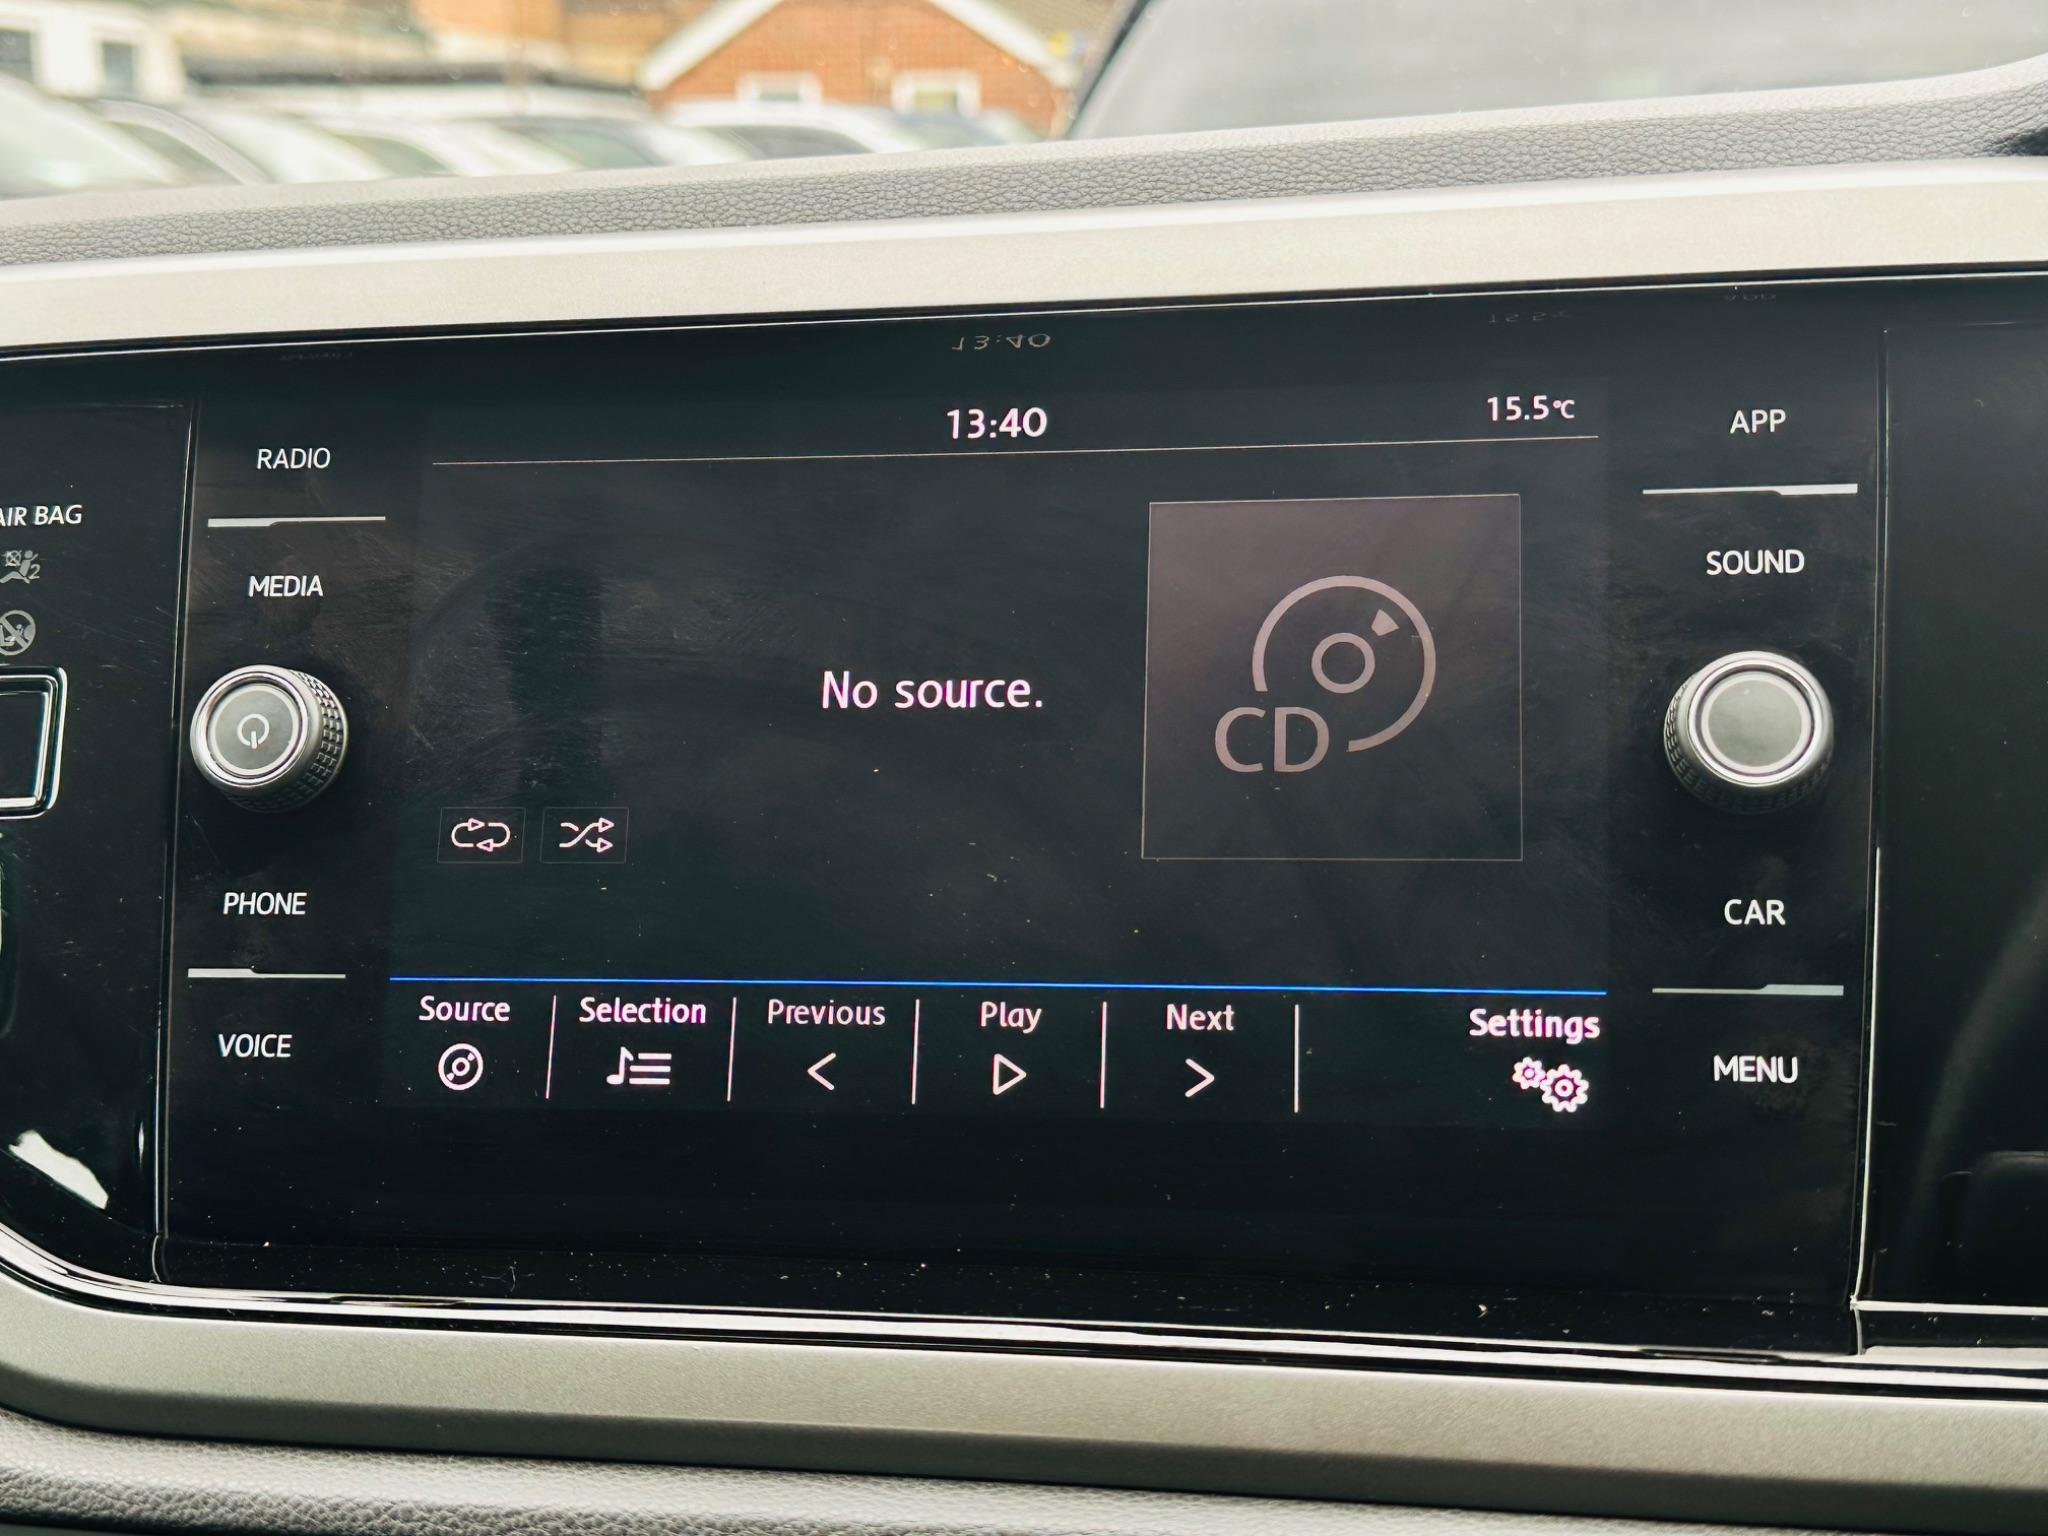 13:40
15.5°C
RADIO
MEDIA
PHONE
VOICE
AIR BAG
2
No source.
CD
Source
Selection
Previous
Play
Next
Settings
APP
SOUND
CAR
MENU